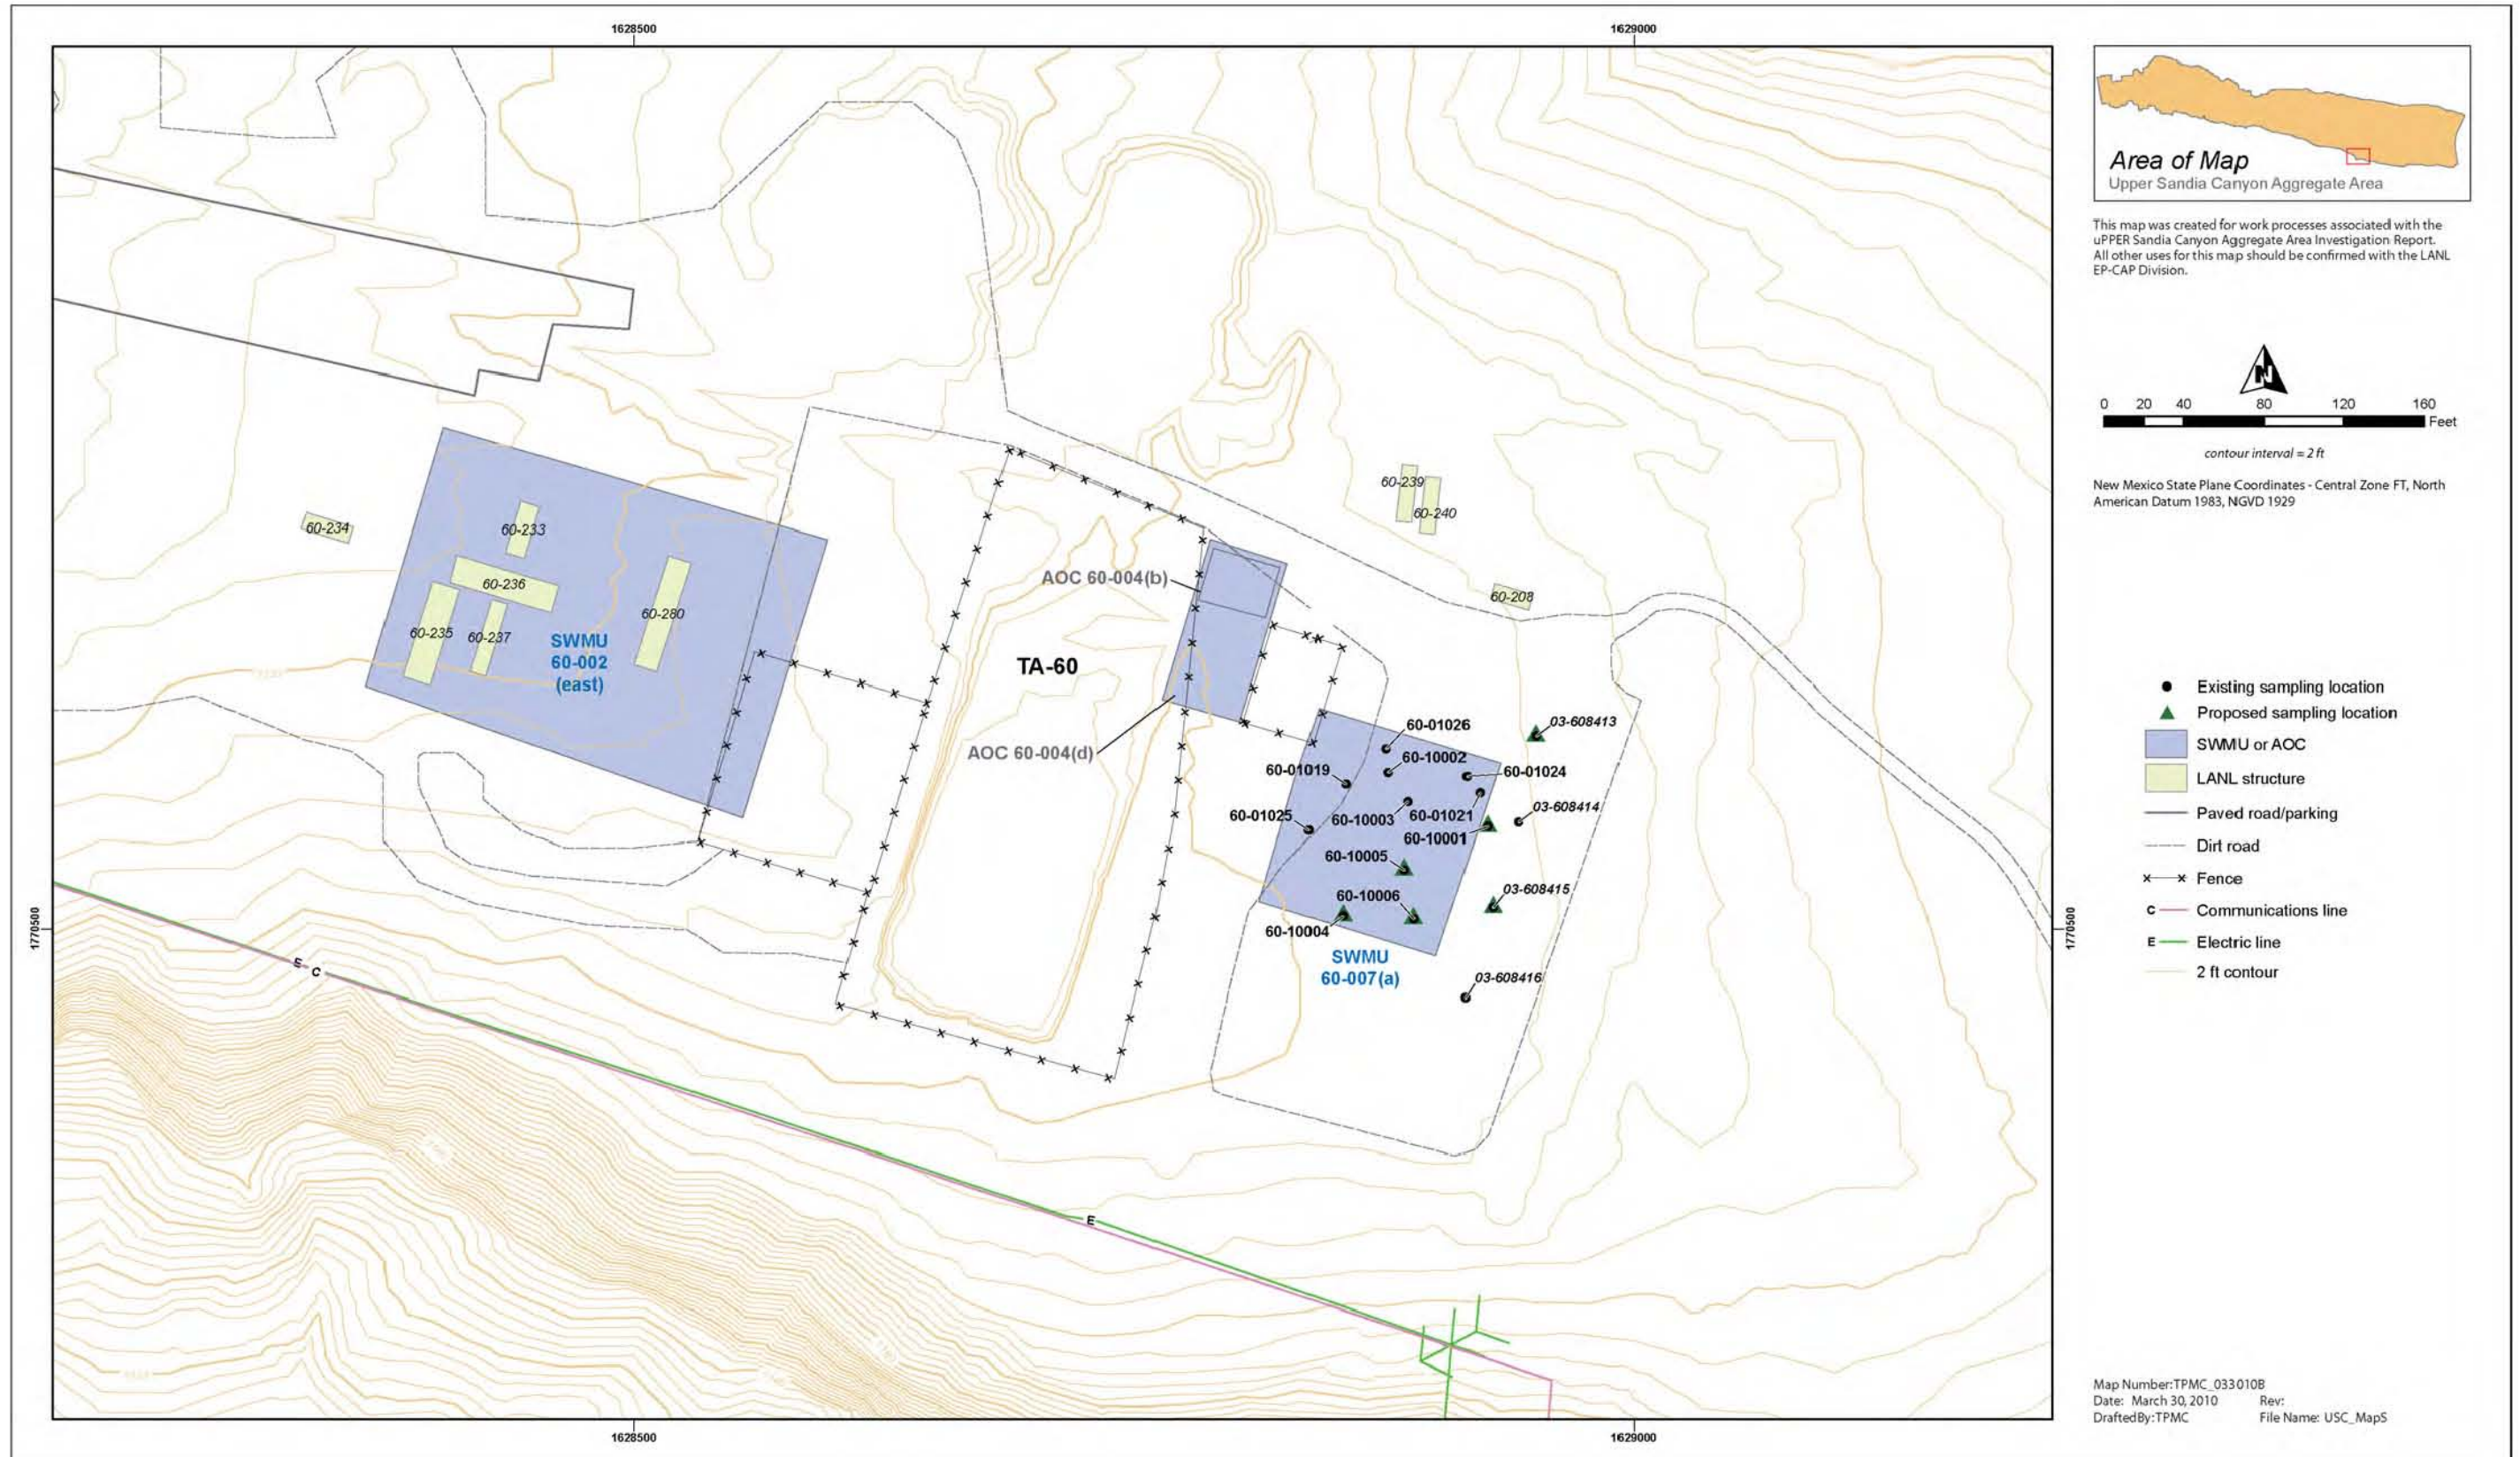 1628500
1629000
Area of Map
Upper Sandia Canyon Aggregate Area
This map was created for work processes associated with the
uPPER Sandia Canyon Aggregate Area Investigation Report.
All other uses for this map should be confirmed with the LANL
EP-CAP Division.
N
0 20 40 80 120 160
Feet
contour interval = 2 ft
New Mexico State Plane Coordinates - Central Zone FT, North
American Datum 1983, NGVD 1929
60-239
60-240
60-234
60-233
60-236
60-235
60-237
60-280
SWMU
60-002
(east)
60-208
AOC 60-004(b)
TA-60
AOC 60-004(d)
60-01026
03-608413
60-10002
60-01019
60-01024
03-608414
60-01025
60-10003
60-01021
60-10001
60-10005
03-608415
60-10006
60-10004
SWMU
60-007(a)
03-608416
1770500
1770500
E
C
E
Existing sampling location
Proposed sampling location
SWMU or AOC
LANL structure
Paved road/parking
Dirt road
Fence
C Communications line
E Electric line
2 ft contour
Map Number:TPMC_033010B
Date: March 30, 2010 Rev:
DraftedBy:TPMC File Name: USC_MapS
1628500
1629000